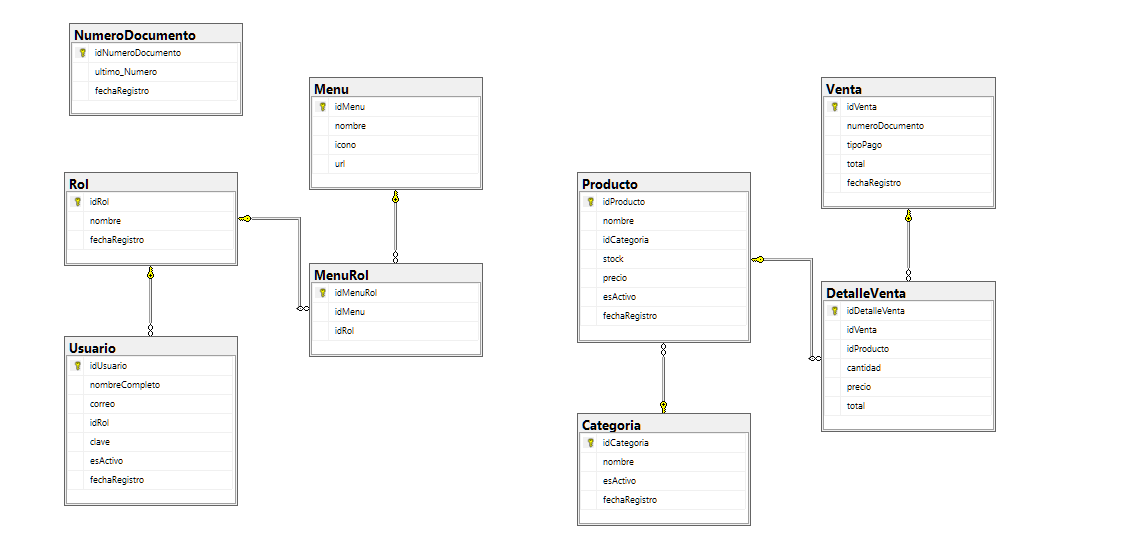 NumeroDocumento
idNumeroDocumento
ultimo_Numero
fechaRegistro
Menu
idMenu
nombre
icono
url
Rol
idRol
nombre
fechaRegistro
MenuRol
idMenuRol
idMenu
idRol
Usuario
idUsuario
nombreCompleto
correo
idRol
clave
esActivo
fechaRegistro
Venta
idVenta
numeroDocumento
tipoPago
total
fechaRegistro
Producto
idProducto
nombre
idCategoria
stock
precio
esActivo
fechaRegistro
DetalleVenta
idDetalleVenta
idVenta
idProducto
cantidad
precio
total
Categoria
idCategoria
nombre
esActivo
fechaRegistro